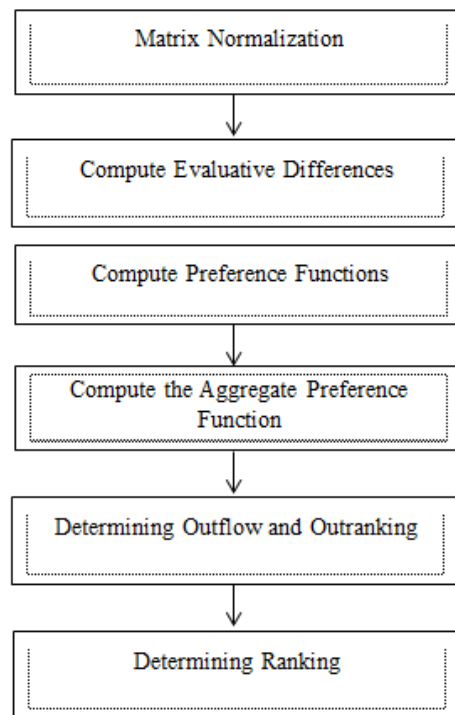 Matrix Normalization
Compute Evaluative Differences
Compute Preference Functions
Compute the Aggregate Preference
Function
Determining Outflow and Outranking
Determining Ranking